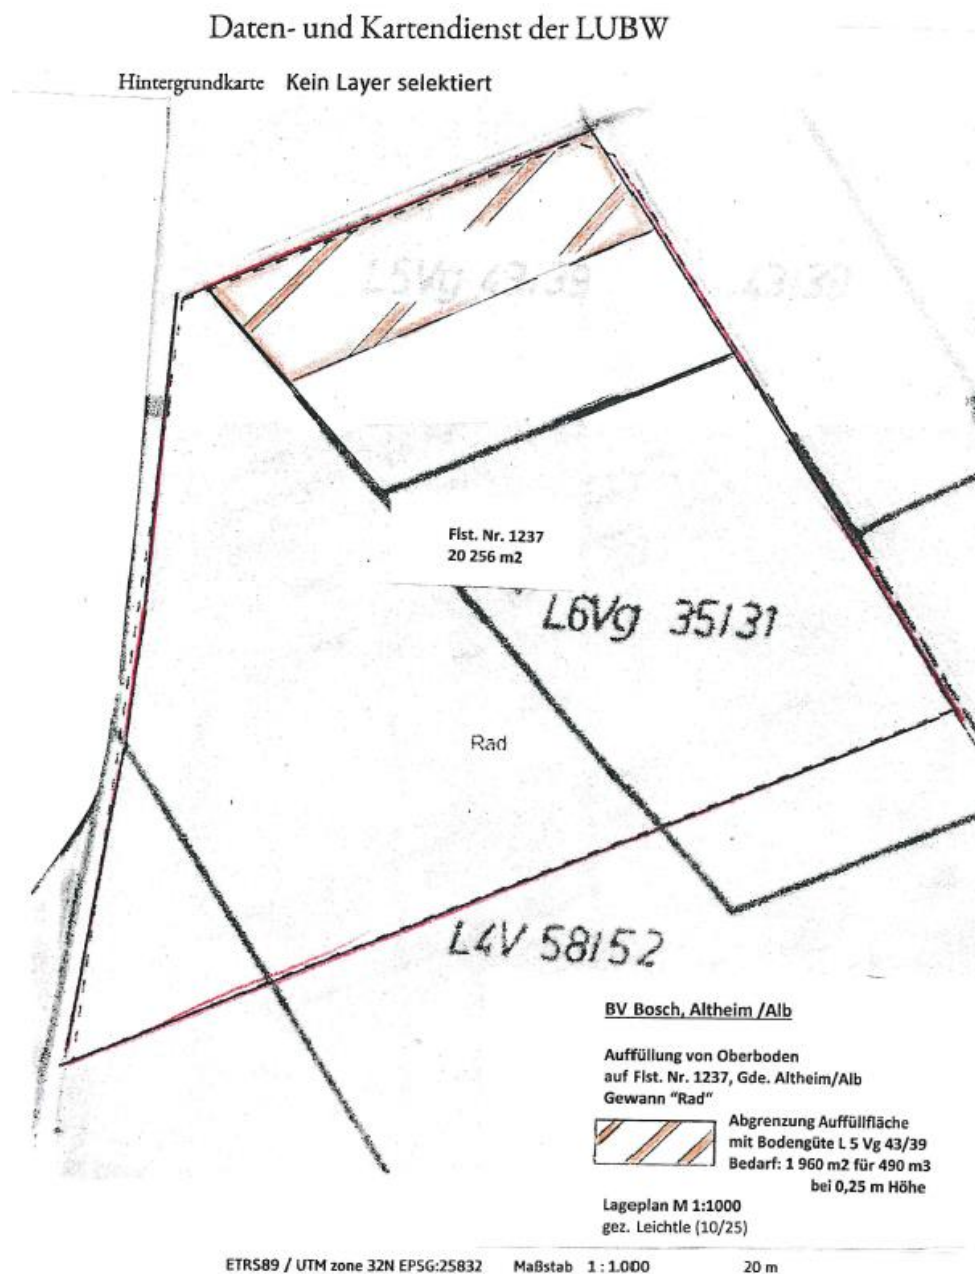 Daten- und Kartendienst der LUBW
Hintergrundkarte Kein Layer selektiert
L5Vg 43/39
43/39
Flst. Nr. 1237
20 256 m2
L6Vg 35/31
Rad
L4V 58/52
BV Bosch, Altheim /Alb
Auffüllung von Oberboden
auf Flst. Nr. 1237, Gde. Altheim/Alb
Gewann "Rad"
Abgrenzung Auffüllfläche
mit Bodengüte L 5 Vg 43/39
Bedarf: 1 960 m2 für 490 m3
bei 0,25 m Höhe
Lageplan M 1:1000
gez. Leichtle (10/25)
ETRS89 / UTM zone 32N EPSG:25832 Maßstab 1 : 1.000 20 m